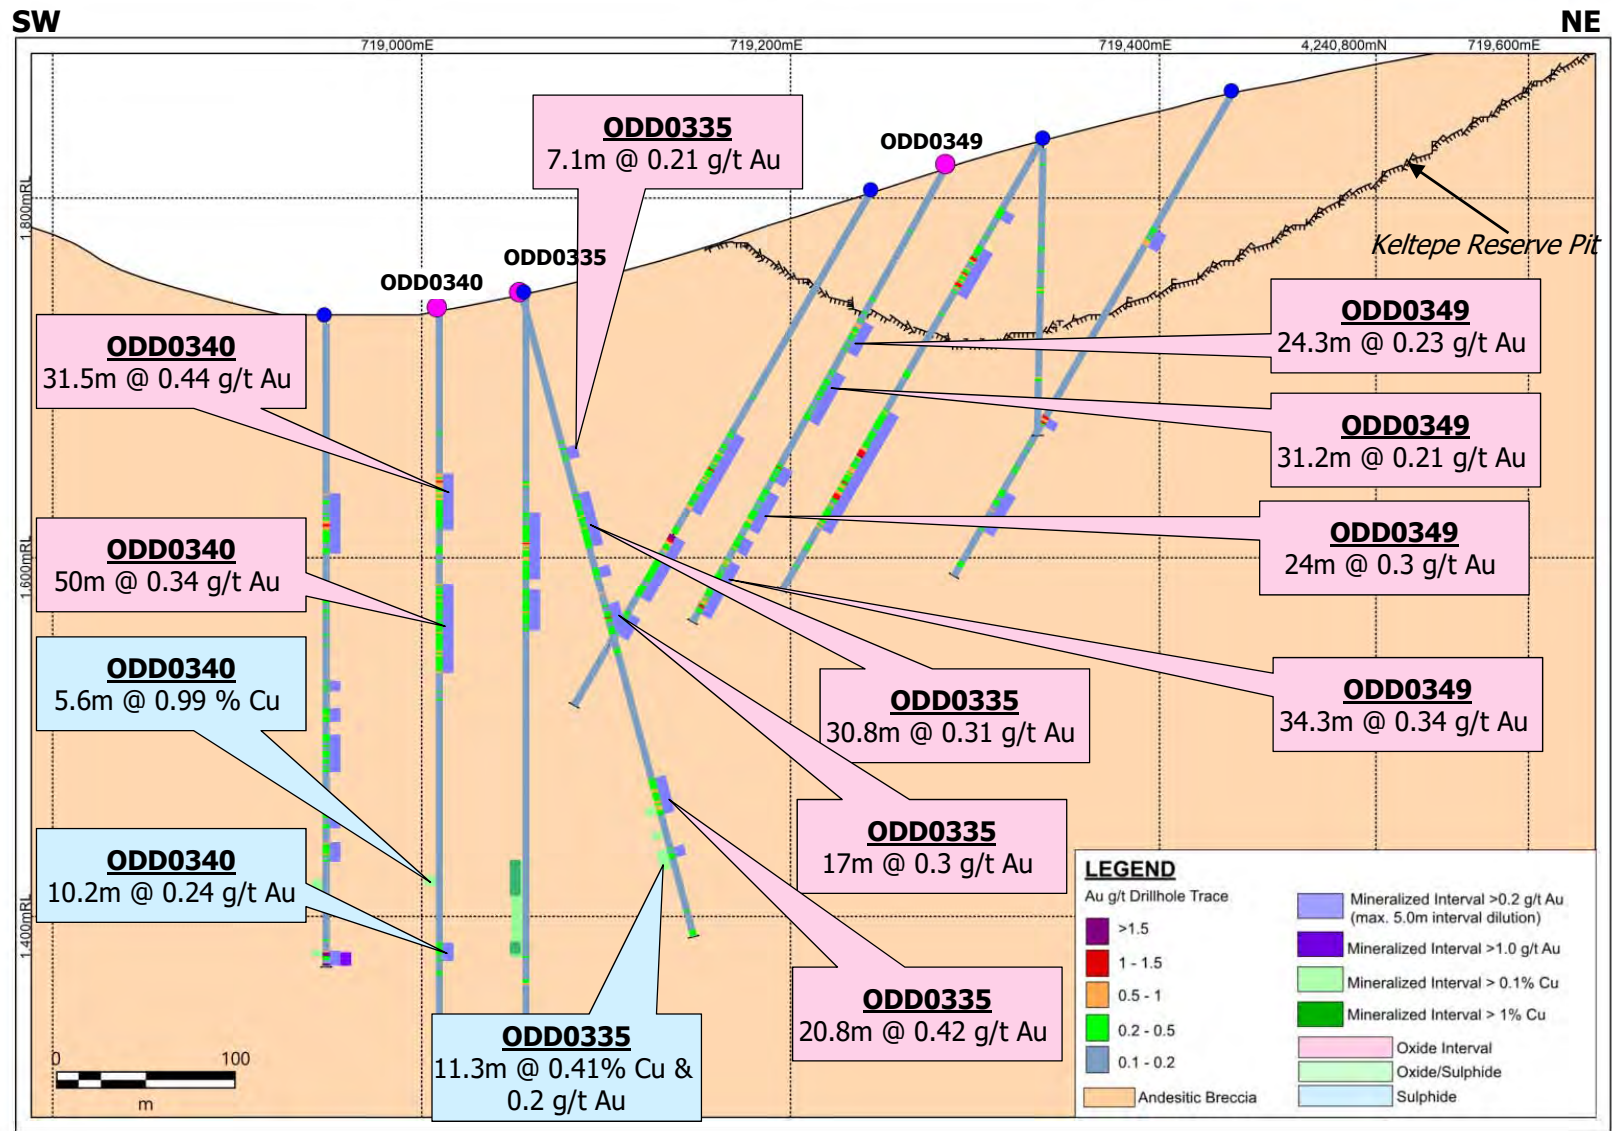 SW
NE
719,000mE
719,200mE
719,400mE
4,240,800mN
719,600mE
1,800mRL
1,600mRL
1,400mRL
ODD0335
7.1m @ 0.21 g/t Au
ODD0349
ODD0335
ODD0340
Keltepe Reserve Pit
ODD0340
31.5m @ 0.44 g/t Au
ODD0349
24.3m @ 0.23 g/t Au
ODD0349
31.2m @ 0.21 g/t Au
ODD0340
50m @ 0.34 g/t Au
ODD0349
24m @ 0.3 g/t Au
ODD0340
5.6m @ 0.99 % Cu
ODD0335
30.8m @ 0.31 g/t Au
ODD0349
34.3m @ 0.34 g/t Au
ODD0340
10.2m @ 0.24 g/t Au
ODD0335
17m @ 0.3 g/t Au
ODD0335
20.8m @ 0.42 g/t Au
ODD0335
11.3m @ 0.41% Cu &
0.2 g/t Au
0 100
m
LEGEND
Au g/t Drillhole Trace
>1.5
1 - 1.5
0.5 - 1
0.2 - 0.5
0.1 - 0.2
Andesitic Breccia
Mineralized Interval >0.2 g/t Au
(max. 5.0m interval dilution)
Mineralized Interval >1.0 g/t Au
Mineralized Interval > 0.1% Cu
Mineralized Interval > 1% Cu
Oxide Interval
Oxide/Sulphide
Sulphide